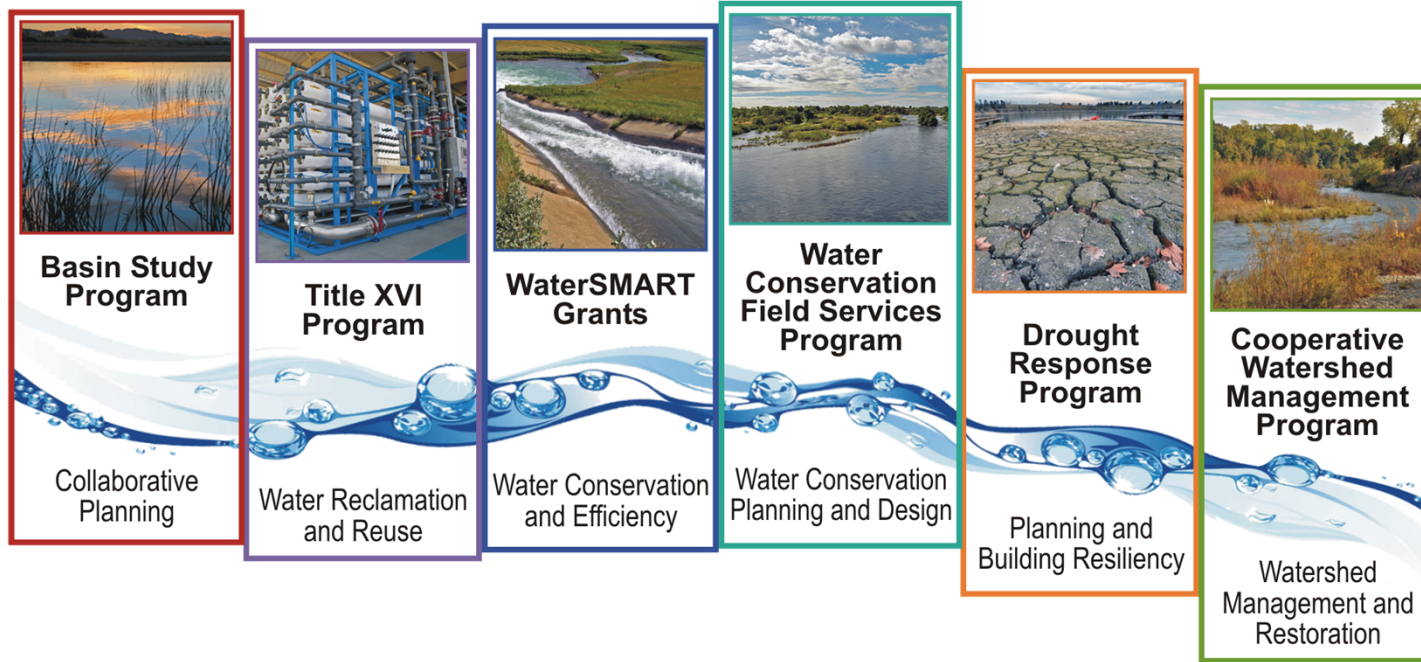 Basin Study
Program
Collaborative
Planning
Title XVI
Program
Water Reclamation
and Reuse
WaterSMART
Grants
Water Conservation
and Efficiency
Water
Conservation
Field Services
Program
Water Conservation
Planning and Design
Drought
Response
Program
Planning and
Building Resiliency
Cooperative
Watershed
Management
Program
Watershed
Management and
Restoration